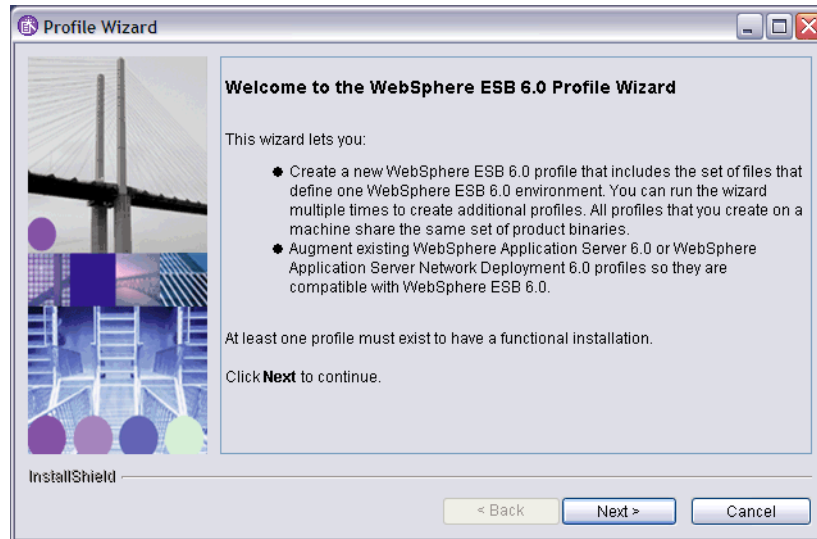 Profile Wizard
Welcome to the WebSphere ESB 6.0 Profile Wizard
This wizard lets you:
● Create a new WebSphere ESB 6.0 profile that includes the set of files that
define one WebSphere ESB 6.0 environment. You can run the wizard
multiple times to create additional profiles. All profiles that you create on a
machine share the same set of product binaries.
● Augment existing WebSphere Application Server 6.0 or WebSphere
Application Server Network Deployment 6.0 profiles so they are
compatible with WebSphere ESB 6.0.
At least one profile must exist to have a functional installation.
Click Next to continue.
InstallShield
< Back Next > Cancel